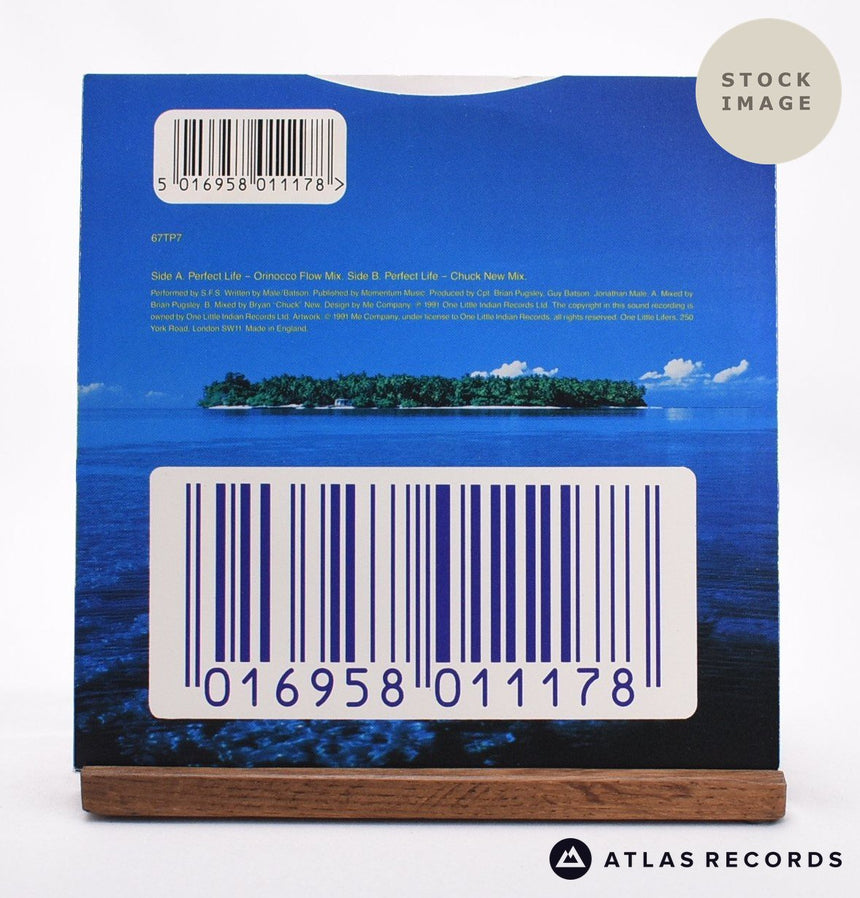 STOCK
IMAGE
5 016958 011178 >
67TP7
Side A. Perfect Life – Orinocco Flow Mix. Side B. Perfect Life – Chuck New Mix.
Performed by S.F.S. Written by Male/Batson. Published by Momentum Music. Produced by Cpt. Brian Pugsley, Guy Batson, Jonathan Male. A. Mixed by
Brian Pugsley. B. Mixed by Bryan "Chuck" New. Design by Me Company. ℗ 1991 One Little Indian Records Ltd. The copyright in this sound recording is
owned by One Little Indian Records Ltd. Artwork © 1991 Me Company, under license to One Little Indian Records, all rights reserved. One Little Lifers, 250
York Road, London SW11. Made in England.
016958 011178
ATLAS RECORDS